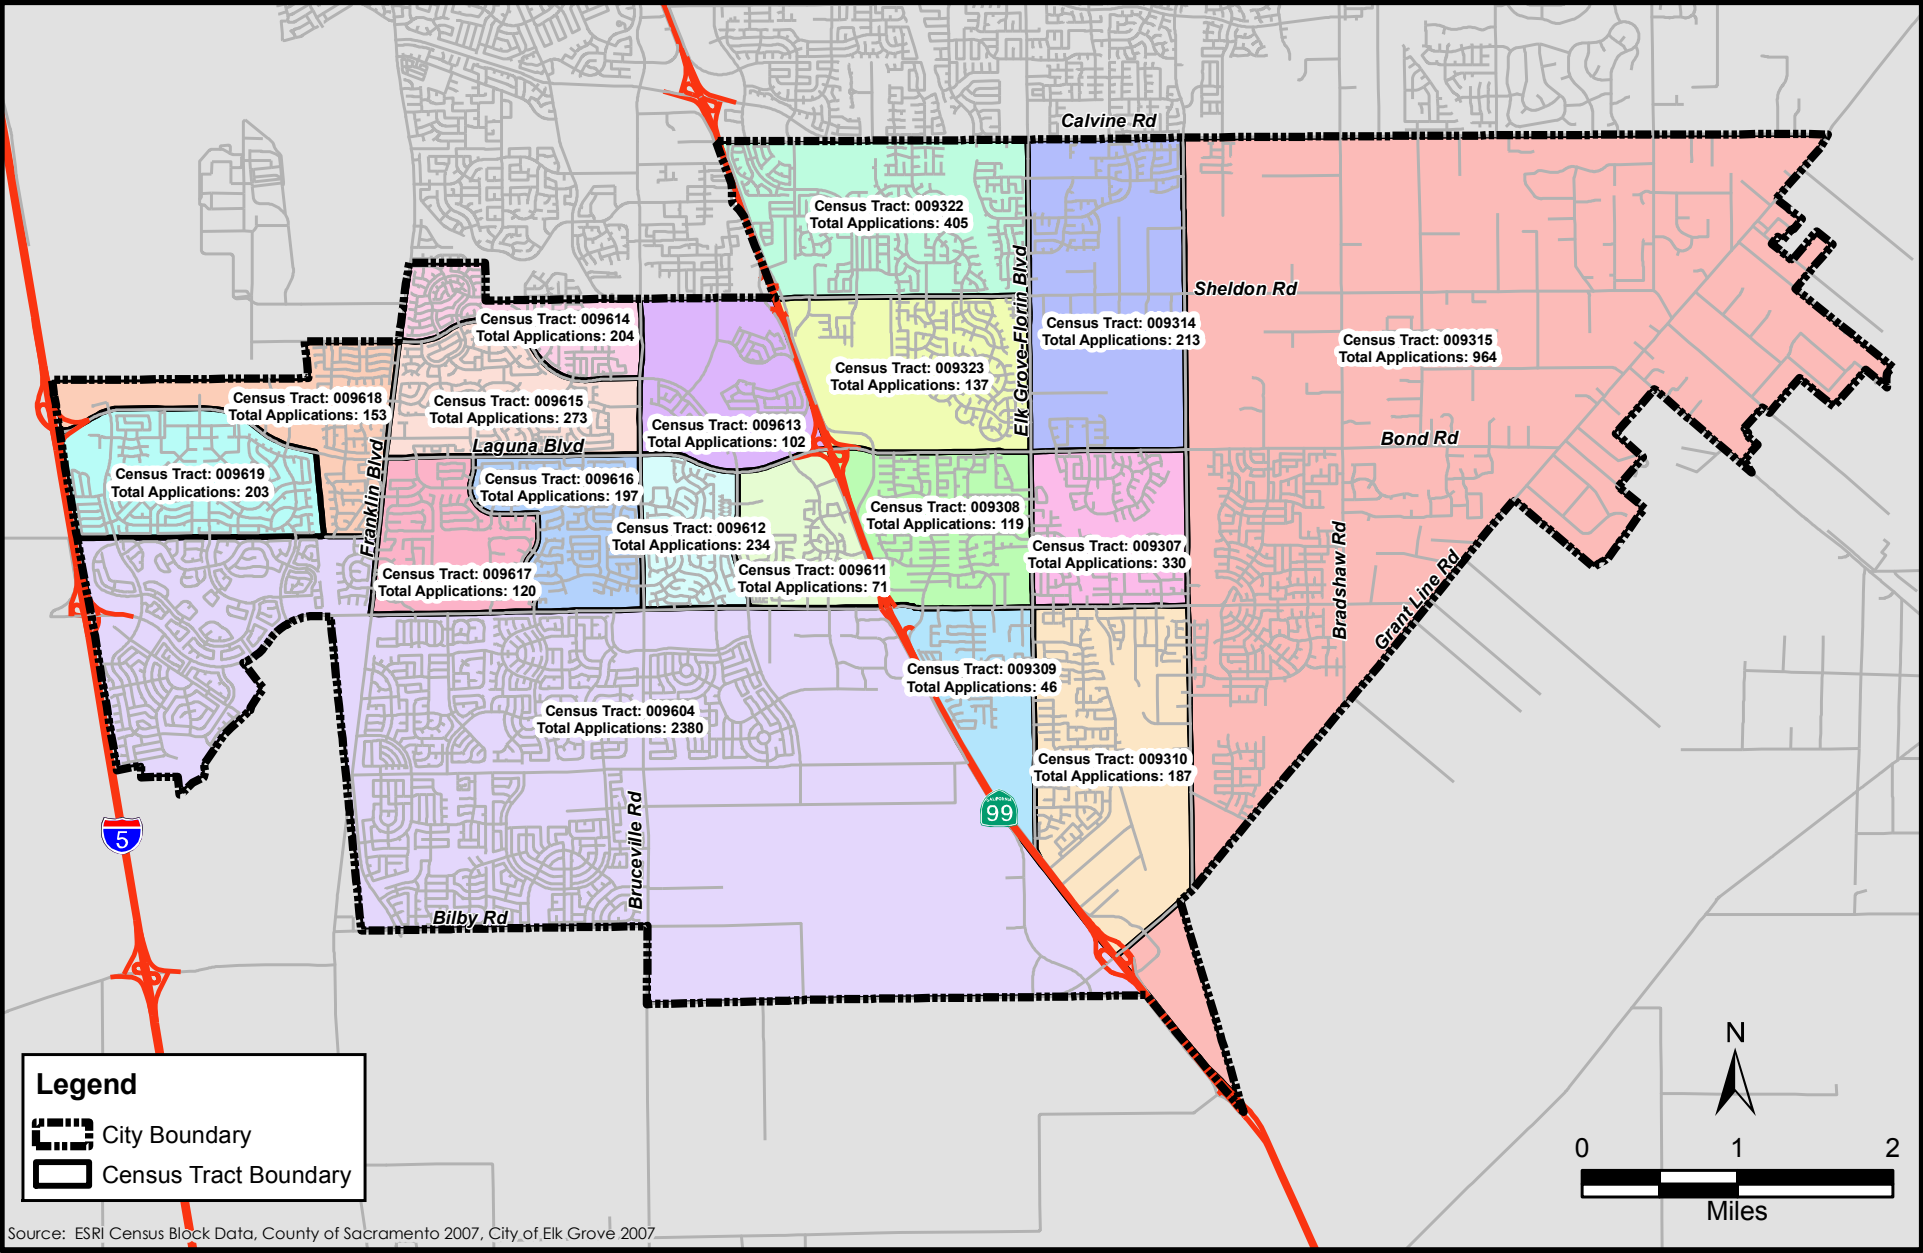 Calvine Rd
Census Tract: 009322
Total Applications: 405
Elk Grove-Florin Blvd
Sheldon Rd
Census Tract: 009614
Total Applications: 204
Census Tract: 009314
Total Applications: 213
Census Tract: 009315
Total Applications: 964
Census Tract: 009323
Total Applications: 137
Census Tract: 009618
Total Applications: 153
Census Tract: 009615
Total Applications: 273
Census Tract: 009613
Total Applications: 102
Laguna Blvd
Bond Rd
Franklin Blvd
Census Tract: 009619
Total Applications: 203
Census Tract: 009616
Total Applications: 197
Census Tract: 009612
Total Applications: 234
Census Tract: 009308
Total Applications: 119
Census Tract: 009307
Total Applications: 330
Census Tract: 009617
Total Applications: 120
Census Tract: 009611
Total Applications: 71
Bradshaw Rd
Grant Line Rd
Census Tract: 009309
Total Applications: 46
Census Tract: 009604
Total Applications: 2380
Census Tract: 009310
Total Applications: 187
CALIFORNIA
99
5
Bruceville Rd
Bilby Rd
Legend
City Boundary
Census Tract Boundary
N
0 1 2
Miles
Source: ESRI Census Block Data, County of Sacramento 2007, City of Elk Grove 2007